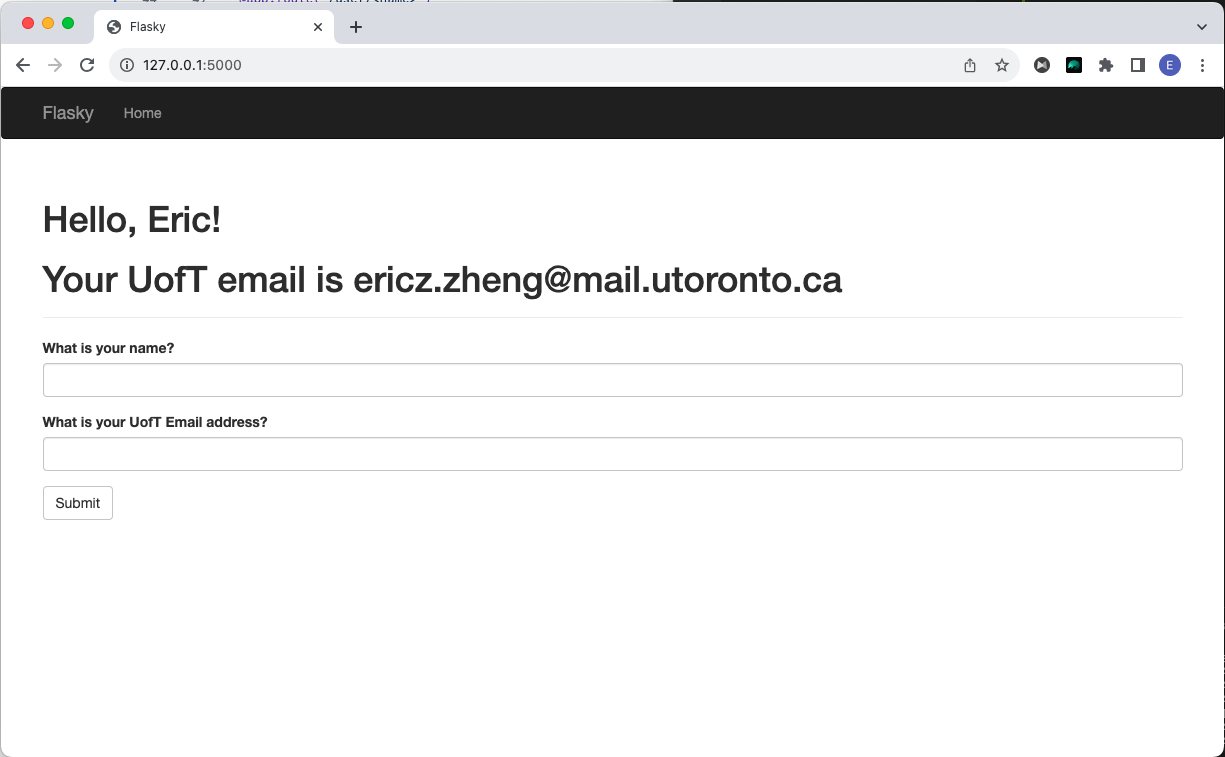 Flasky
127.0.0.1:5000
E
Flasky Home
Hello, Eric!
Your UofT email is ericz.zheng@mail.utoronto.ca
What is your name?
What is your UofT Email address?
Submit